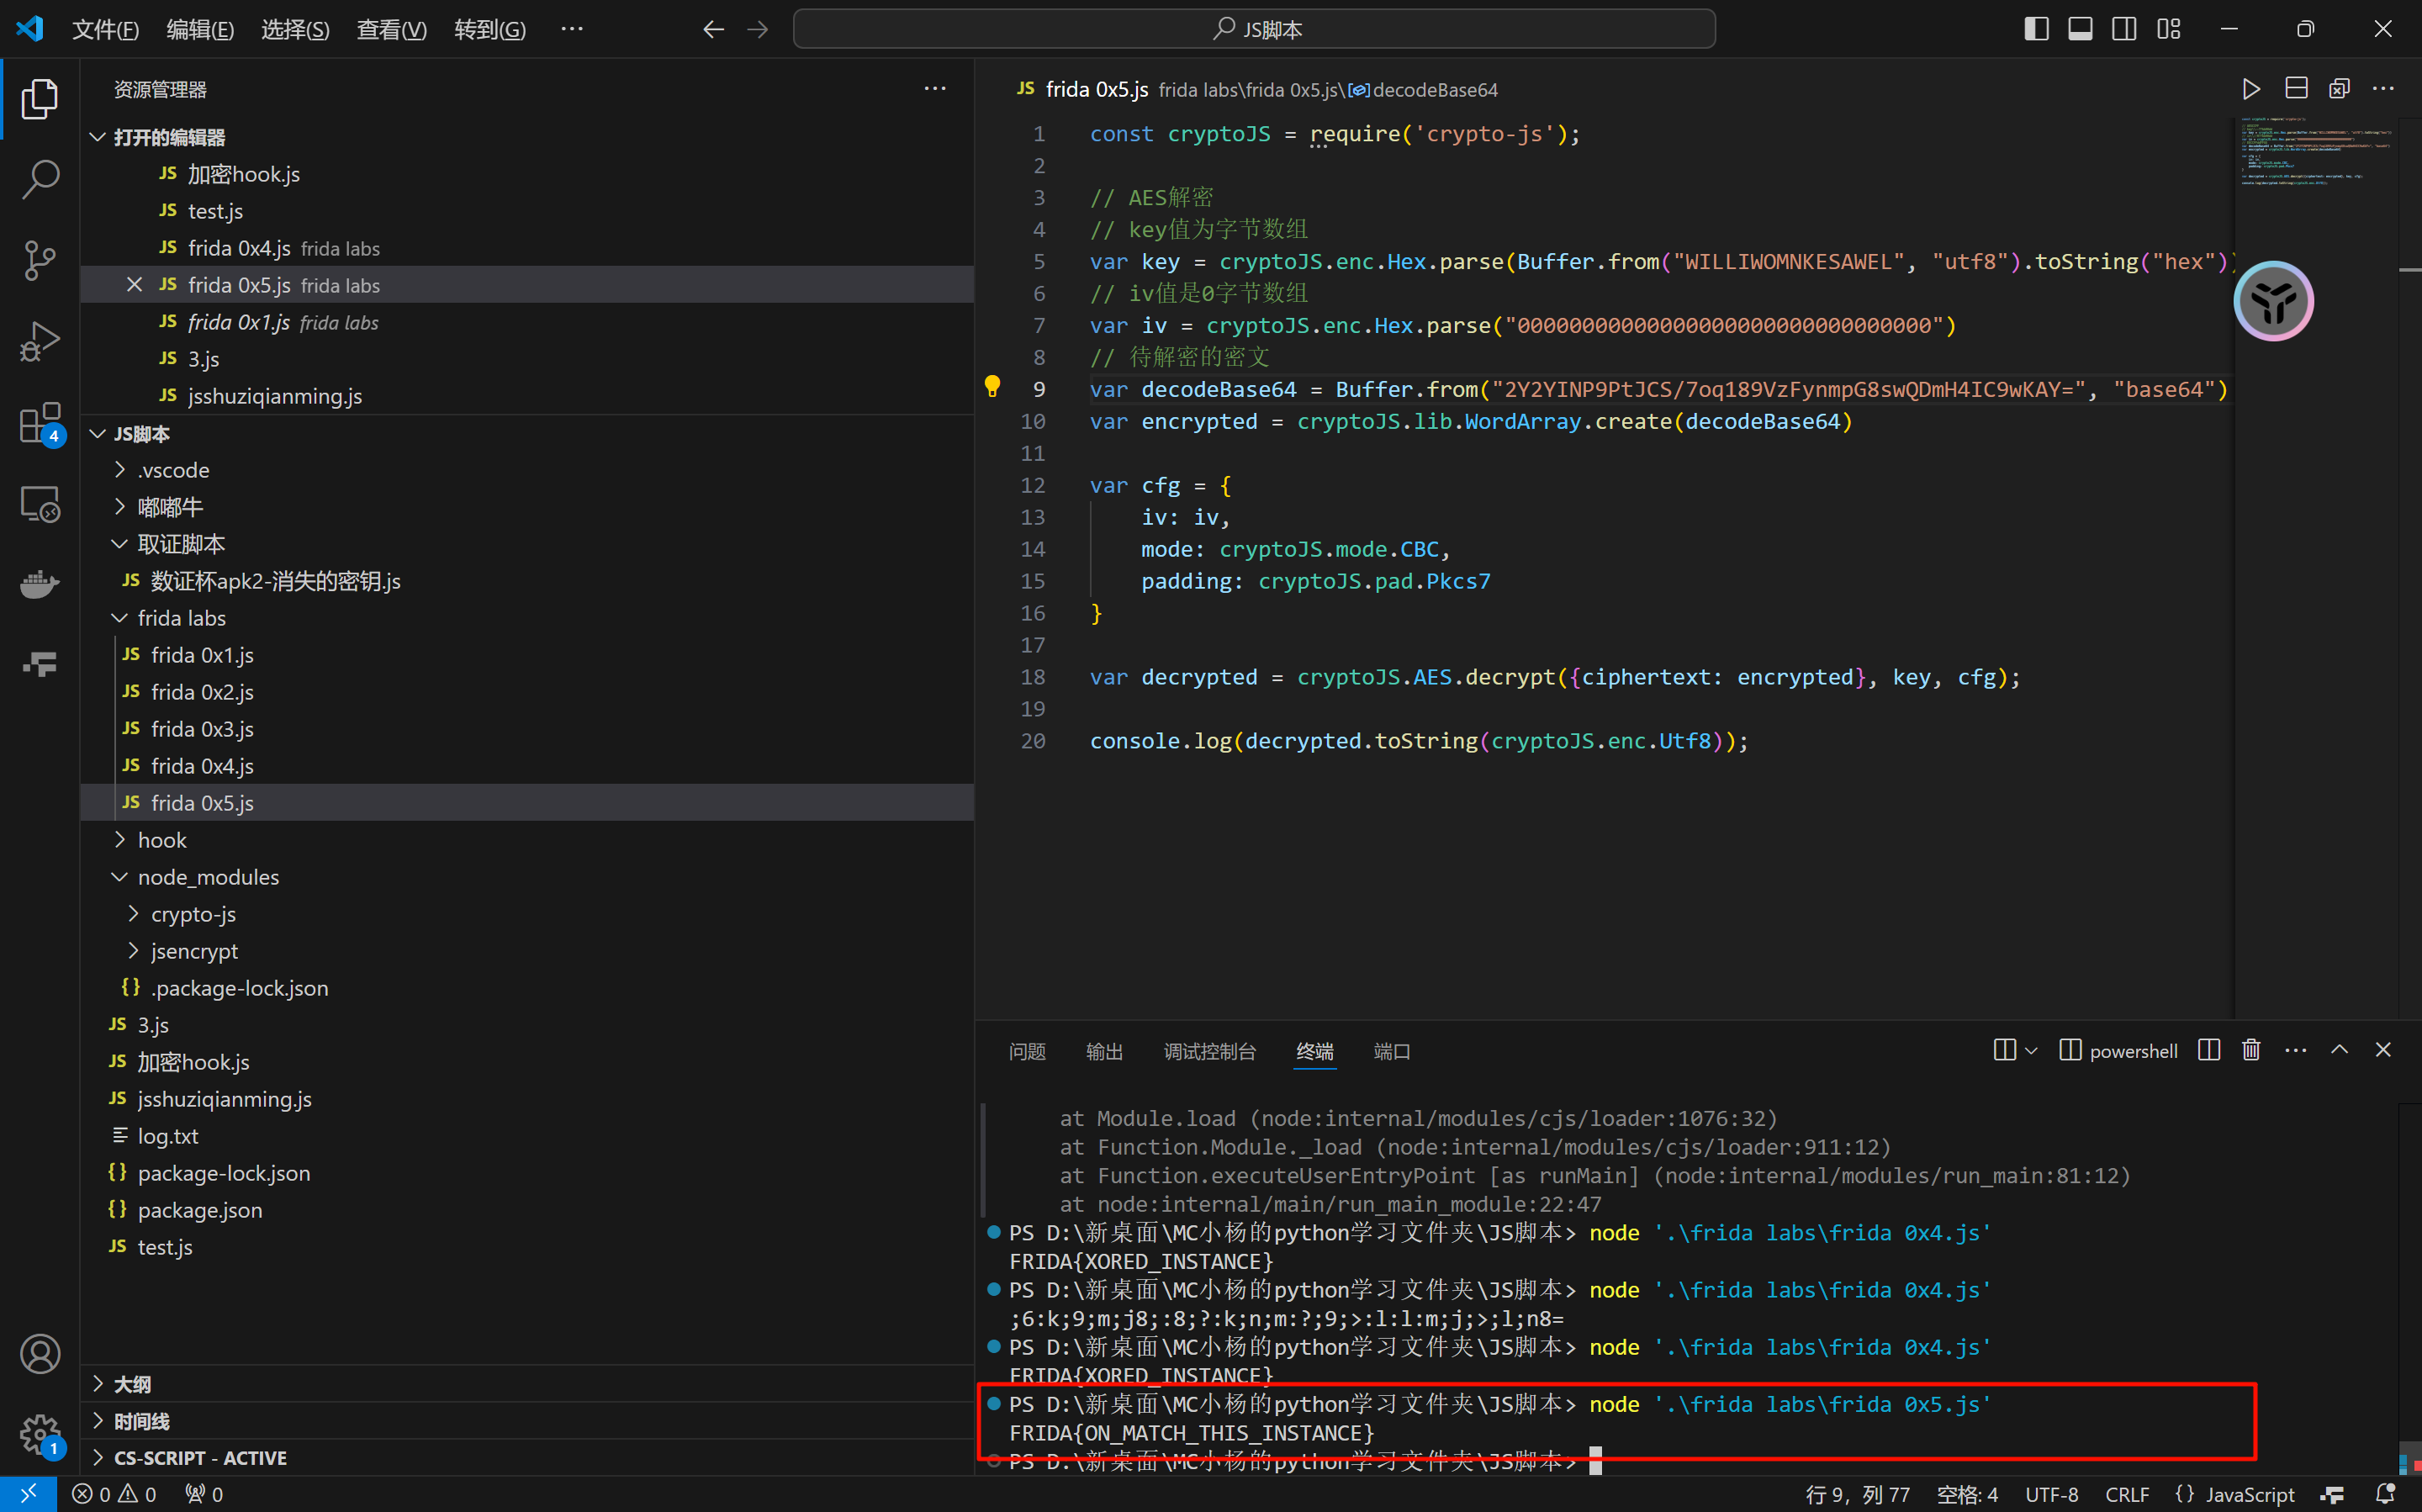 文件(F) 编辑(E) 选择(S) 查看(V) 转到(G) ··· JS脚本
资源管理器
打开的编辑器
JS 加密hook.js
JS test.js
JS frida 0x4.js frida labs
JS frida 0x5.js frida labs
JS frida 0x1.js frida labs
JS 3.js
JS jsshuziqianming.js
JS脚本
.vscode
嘟嘟牛
取证脚本
JS 数证杯apk2-消失的密钥.js
frida labs
JS frida 0x1.js
JS frida 0x2.js
JS frida 0x3.js
JS frida 0x4.js
JS frida 0x5.js
hook
node_modules
crypto-js
jsencrypt
{} .package-lock.json
JS 3.js
JS 加密hook.js
JS jsshuziqianming.js
log.txt
{} package-lock.json
{} package.json
JS test.js
大纲
时间线
CS-SCRIPT - ACTIVE
4
1
JS frida 0x5.js frida labs\frida 0x5.js\decodeBase64
1 const cryptoJS = require('crypto-js');
2
3 // AES解密
4 // key值为字节数组
5 var key = cryptoJS.enc.Hex.parse(Buffer.from("WILLIWOMNKESAWEL", "utf8").toString("hex"))
6 // iv值是0字节数组
7 var iv = cryptoJS.enc.Hex.parse("00000000000000000000000000000000")
8 // 待解密的密文
9 var decodeBase64 = Buffer.from("2Y2YINP9PtJCS/7oq189VzFynmpG8swQDmH4IC9wKAY=", "base64")
10 var encrypted = cryptoJS.lib.WordArray.create(decodeBase64)
11
12 var cfg = {
13 iv: iv,
14 mode: cryptoJS.mode.CBC,
15 padding: cryptoJS.pad.Pkcs7
16 }
17
18 var decrypted = cryptoJS.AES.decrypt({ciphertext: encrypted}, key, cfg);
19
20 console.log(decrypted.toString(cryptoJS.enc.Utf8));
问题 输出 调试控制台 终端 端口 powershell
at Module.load (node:internal/modules/cjs/loader:1076:32)
at Function.Module._load (node:internal/modules/cjs/loader:911:12)
at Function.executeUserEntryPoint [as runMain] (node:internal/modules/run_main:81:12)
at node:internal/main/run_main_module:22:47
PS D:\新桌面\MC小杨的python学习文件夹\JS脚本> node '.\frida labs\frida 0x4.js'
FRIDA{XORED_INSTANCE}
PS D:\新桌面\MC小杨的python学习文件夹\JS脚本> node '.\frida labs\frida 0x4.js'
;6:k;9;m;j8;:8;?:k;n;m:?;9;>:l:l:m;j;>;l;n8=
PS D:\新桌面\MC小杨的python学习文件夹\JS脚本> node '.\frida labs\frida 0x4.js'
FRIDA{XORED_INSTANCE}
PS D:\新桌面\MC小杨的python学习文件夹\JS脚本> node '.\frida labs\frida 0x5.js'
FRIDA{ON_MATCH_THIS_INSTANCE}
PS D:\新桌面\MC小杨的python学习文件夹\JS脚本>
0 0 0 行 9，列 77 空格: 4 UTF-8 CRLF {} JavaScript